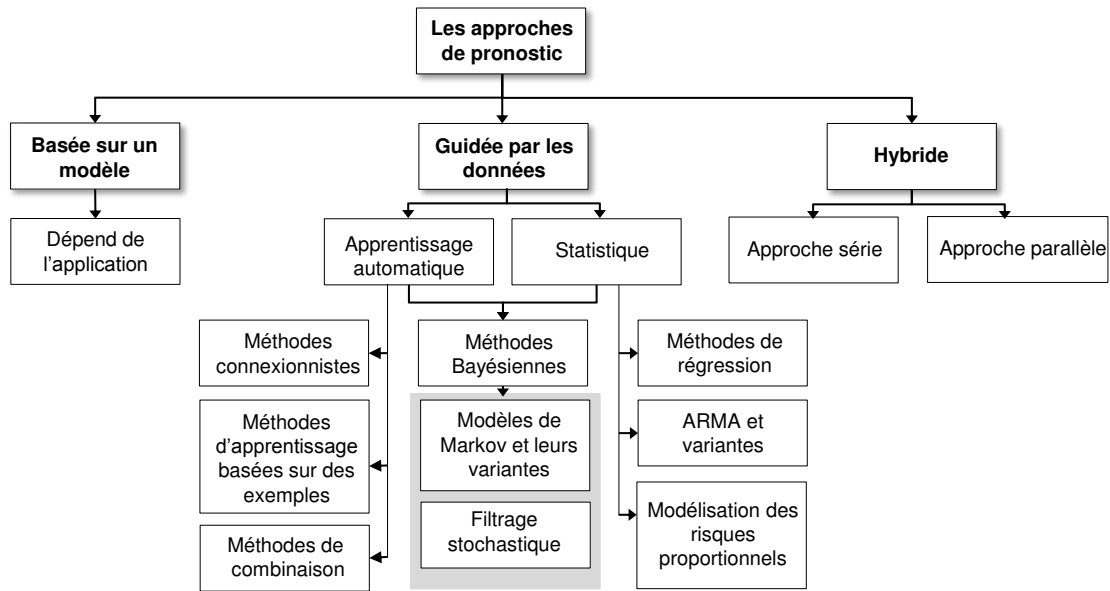 Les approches
de pronostic
Basée sur un
modèle
Guidée par les
données
Hybride
Dépend de
l'application
Apprentissage
automatique
Statistique
Approche série
Approche parallèle
Méthodes
connexionnistes
Méthodes
Bayésiennes
Méthodes de
régression
Méthodes
d'apprentissage
basées sur des
exemples
Modèles de
Markov et leurs
variantes
ARMA et
variantes
Filtrage
stochastique
Modélisation des
risques
proportionnels
Méthodes de
combinaison